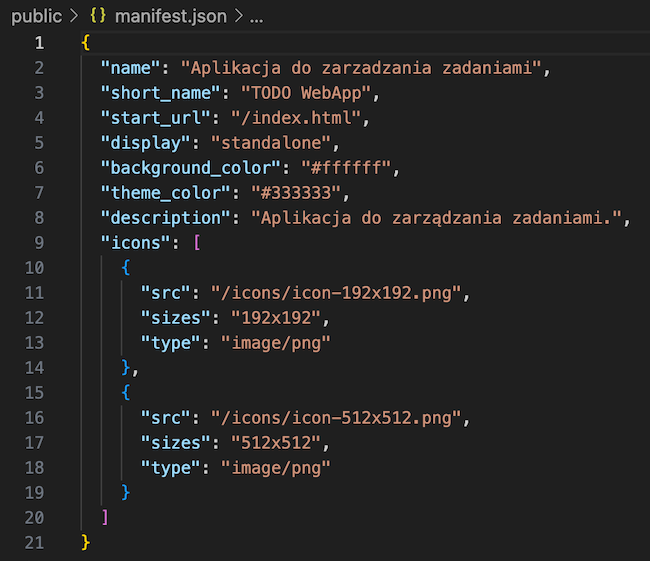 public > {} manifest.json > ...
1 {
2 "name": "Aplikacja do zarzadzania zadaniami",
3 "short_name": "TODO WebApp",
4 "start_url": "/index.html",
5 "display": "standalone",
6 "background_color": "#ffffff",
7 "theme_color": "#333333",
8 "description": "Aplikacja do zarządzania zadaniami.",
9 "icons": [
10 {
11 "src": "/icons/icon-192x192.png",
12 "sizes": "192x192",
13 "type": "image/png"
14 },
15 {
16 "src": "/icons/icon-512x512.png",
17 "sizes": "512x512",
18 "type": "image/png"
19 }
20 ]
21 }